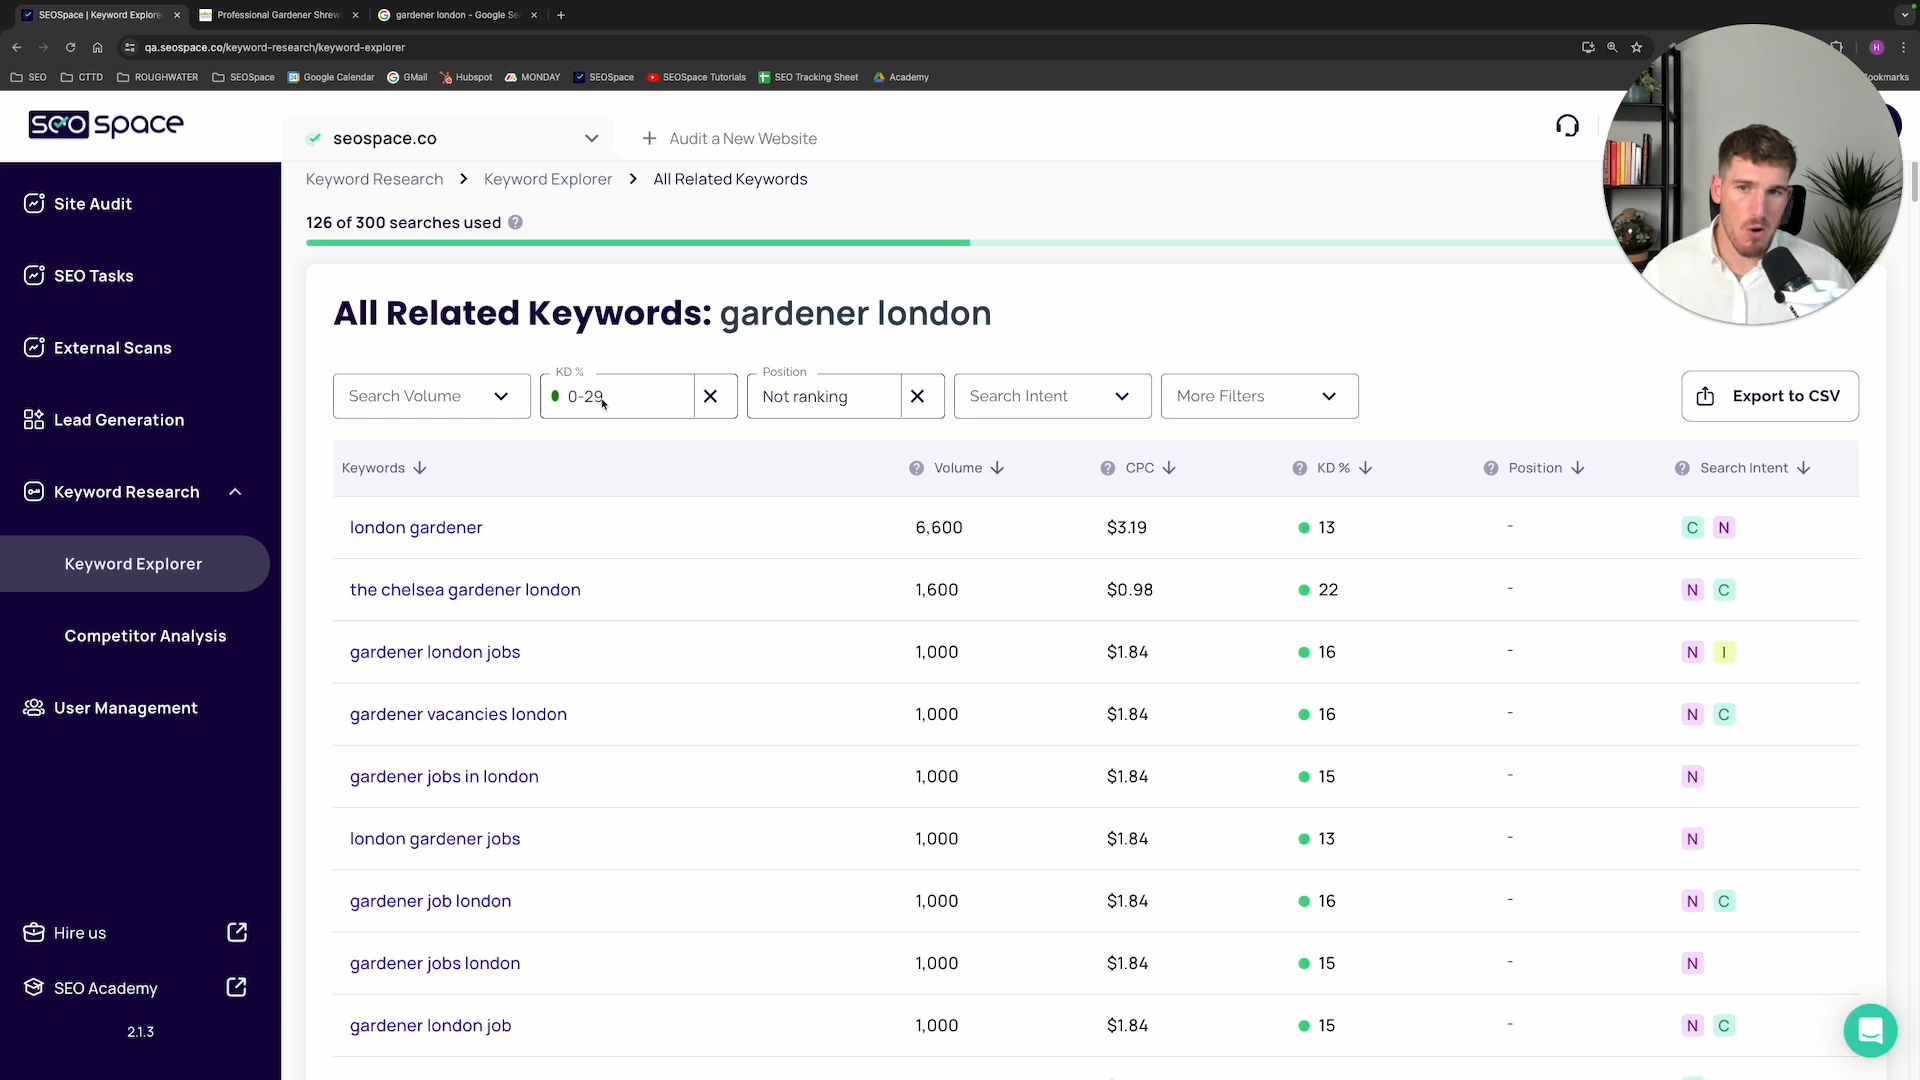 SEOSpace | Keyword Explorer
Professional Gardener Shrew
gardener london - Google Se
qa.seospace.co/keyword-research/keyword-explorer
H
SEO
CTTD
ROUGHWATER
SEOSpace
Google Calendar
GMail
Hubspot
MONDAY
SEOSpace
SEOSpace Tutorials
SEO Tracking Sheet
Academy
ookmarks
seo space
seospace.co
Audit a New Website
Site Audit
SEO Tasks
External Scans
Lead Generation
Keyword Research
Keyword Explorer
Competitor Analysis
User Management
Hire us
SEO Academy
2.1.3
Keyword Research > Keyword Explorer > All Related Keywords
126 of 300 searches used ?
All Related Keywords: gardener london
Search Volume
KD %
0-29
Position
Not ranking
Search Intent
More Filters
Export to CSV
Keywords ? Volume ? CPC ? KD % ? Position ? Search Intent
london gardener 6,600 $3.19 13 - C N
the chelsea gardener london 1,600 $0.98 22 - N C
gardener london jobs 1,000 $1.84 16 - N I
gardener vacancies london 1,000 $1.84 16 - N C
gardener jobs in london 1,000 $1.84 15 - N
london gardener jobs 1,000 $1.84 13 - N
gardener job london 1,000 $1.84 16 - N C
gardener jobs london 1,000 $1.84 15 - N
gardener london job 1,000 $1.84 15 - N C